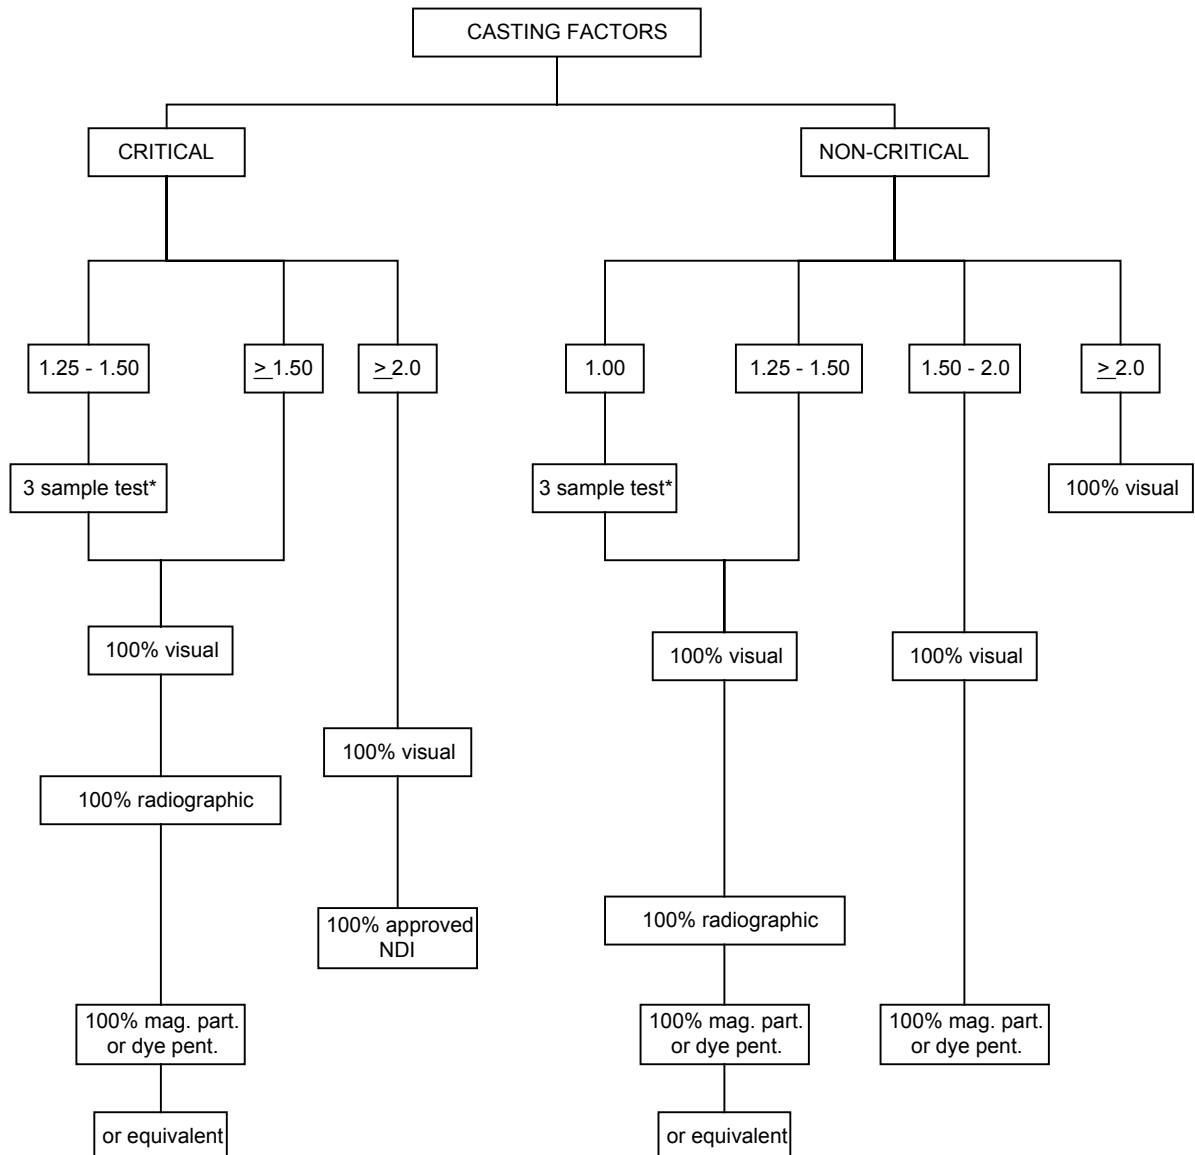 CASTING FACTORS
CRITICAL
NON-CRITICAL
1.25 - 1.50
> 1.50
> 2.0
1.00
1.25 - 1.50
1.50 - 2.0
> 2.0
3 sample test*
3 sample test*
100% visual
100% visual
100% visual
100% visual
100% visual
100% radiographic
100% approved
NDI
100% radiographic
100% mag. part.
or dye pent.
100% mag. part.
or dye pent.
100% mag. part.
or dye pent.
or equivalent
or equivalent